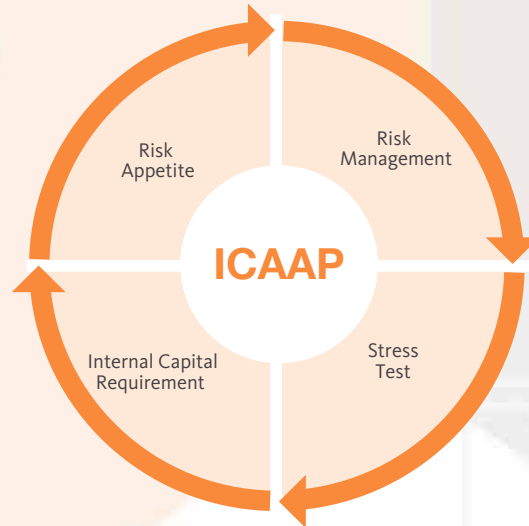 Risk
Appetite
Risk
Management
ICAAP
Internal Capital
Requirement
Stress
Test